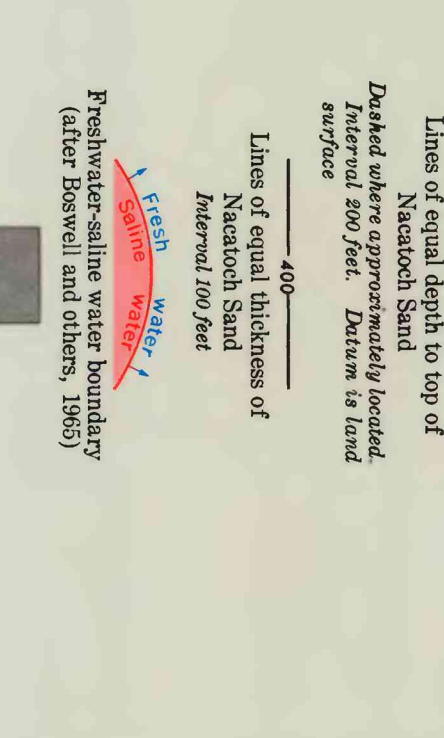 Lines of equal depth to top of
Nacatoch Sand
Dashed where approximately located.
Interval 200 feet. Datum is land
surface
400
Lines of equal thickness of
Nacatoch Sand
Interval 100 feet
Fresh water
Saline water
Freshwater-saline water boundary
(after Boswell and others, 1965)